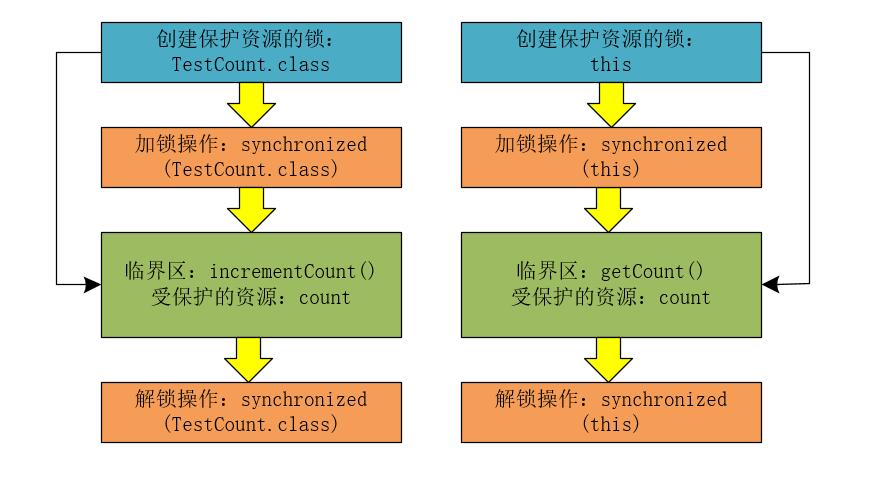 创建保护资源的锁：
TestCount.class
加锁操作：synchronized
(TestCount.class)
临界区：incrementCount()
受保护的资源：count
解锁操作：synchronized
(TestCount.class)
创建保护资源的锁：
this
加锁操作：synchronized
(this)
临界区：getCount()
受保护的资源：count
解锁操作：synchronized
(this)